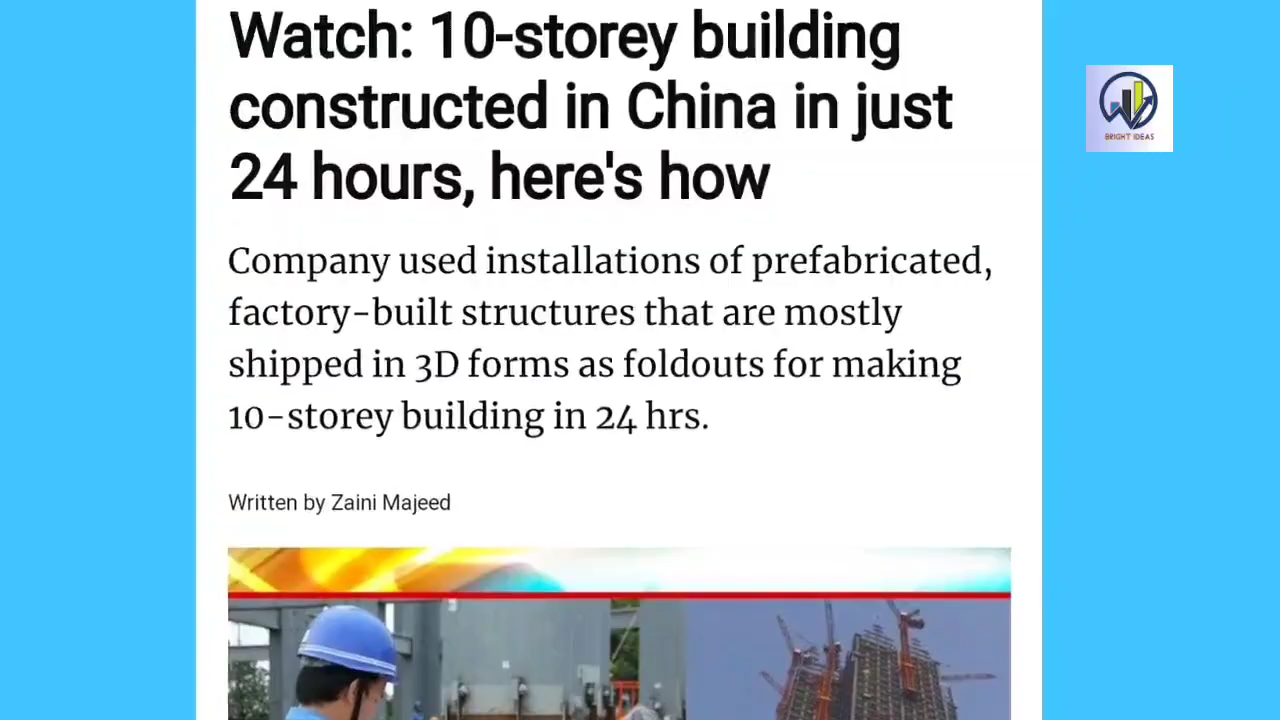 Watch: 10-storey building
constructed in China in just
24 hours, here's how
BRIGHT IDEAS
Company used installations of prefabricated,
factory-built structures that are mostly
shipped in 3D forms as foldouts for making
10-storey building in 24 hrs.
Written by Zaini Majeed